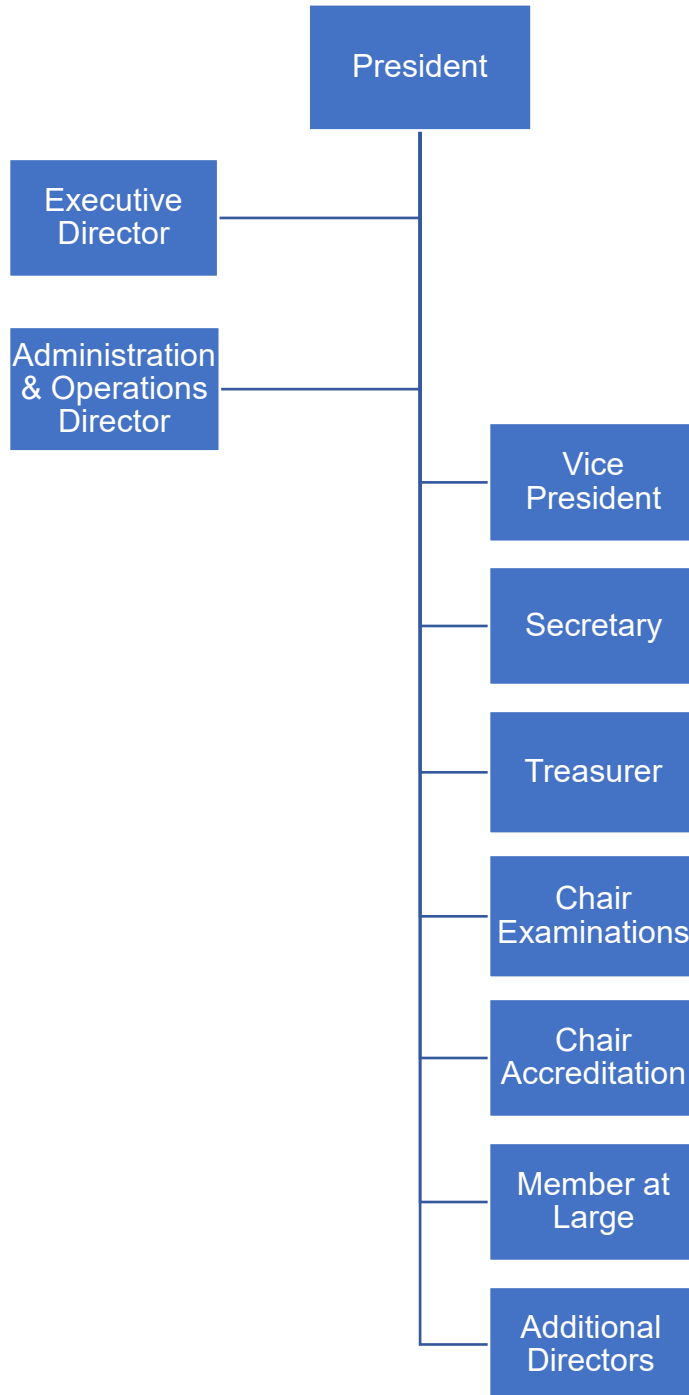 President
Executive
Director
Administration
& Operations
Director
Vice
President
Secretary
Treasurer
Chair
Examinations
Chair
Accreditation
Member at
Large
Additional
Directors